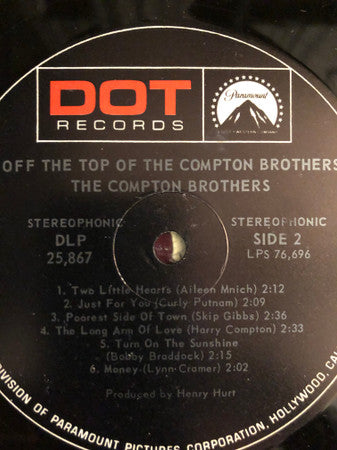 DOT
RECORDS
Paramount
A GULF+WESTERN COMPANY
OFF THE TOP OF THE COMPTON BROTHERS
THE COMPTON BROTHERS
STEREOPHONIC
DLP
25,867
STEREOPHONIC
SIDE 2
LPS 76,696
1. Two Little Hearts (Aileen Mnich) 2:12
2. Just For You (Curly Putnam) 2:09
3. Poorest Side Of Town (Skip Gibbs) 2:36
4. The Long Arm Of Love (Harry Compton) 2:33
5. Turn On The Sunshine
(Bobby Braddock) 2:15
6. Money (Lynn-Cramer) 2:02
Produced by Henry Hurt
DIVISION OF PARAMOUNT PICTURES CORPORATION, HOLLYWOOD, CAL